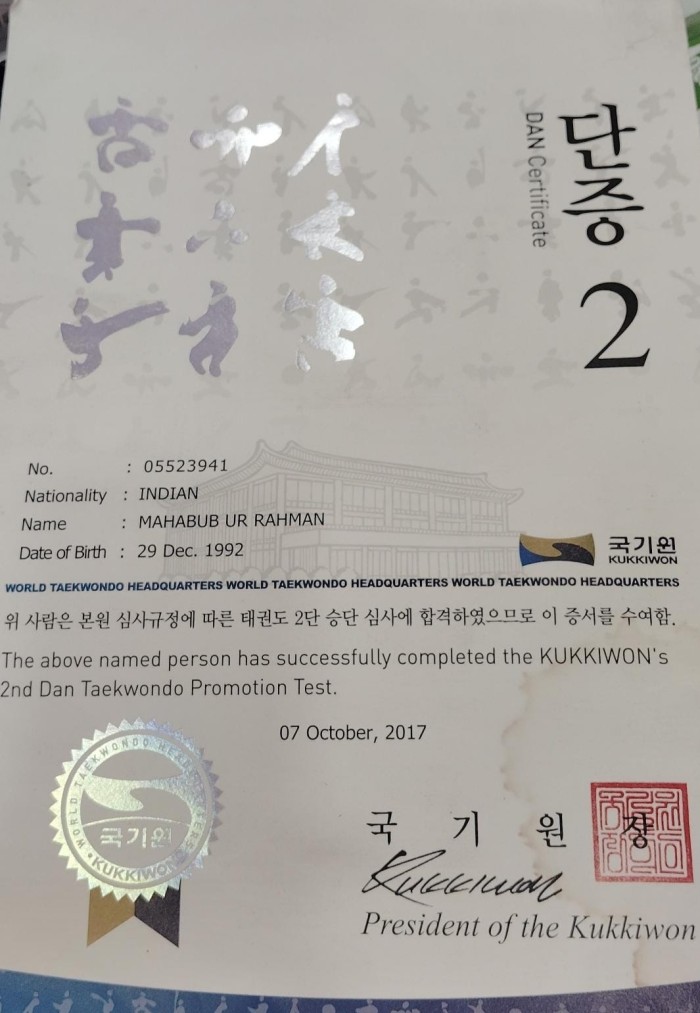 단증
DAN Certificate
2
No. : 05523941
Nationality : INDIAN
Name : MAHABUB UR RAHMAN
Date of Birth : 29 Dec. 1992
국기원
KUKKIWON
WORLD TAEKWONDO HEADQUARTERS WORLD TAEKWONDO HEADQUARTERS WORLD TAEKWONDO HEADQUARTERS
위 사람은 본원 심사규정에 따른 태권도 2단 승단 심사에 합격하였으므로 이 증서를 수여함.
The above named person has successfully completed the KUKKIWON's
2nd Dan Taekwondo Promotion Test.
07 October, 2017
WORLD TAEKWONDO HEADQUARTERS
국기원
KUKKIWON
국 기 원 장
Kukkiwon
President of the Kukkiwon